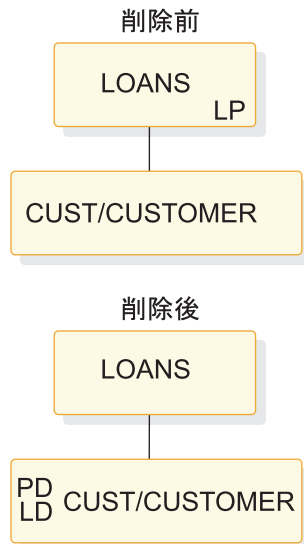 削除前
LOANS
LP
CUST/CUSTOMER
削除後
LOANS
PD
LD
CUST/CUSTOMER